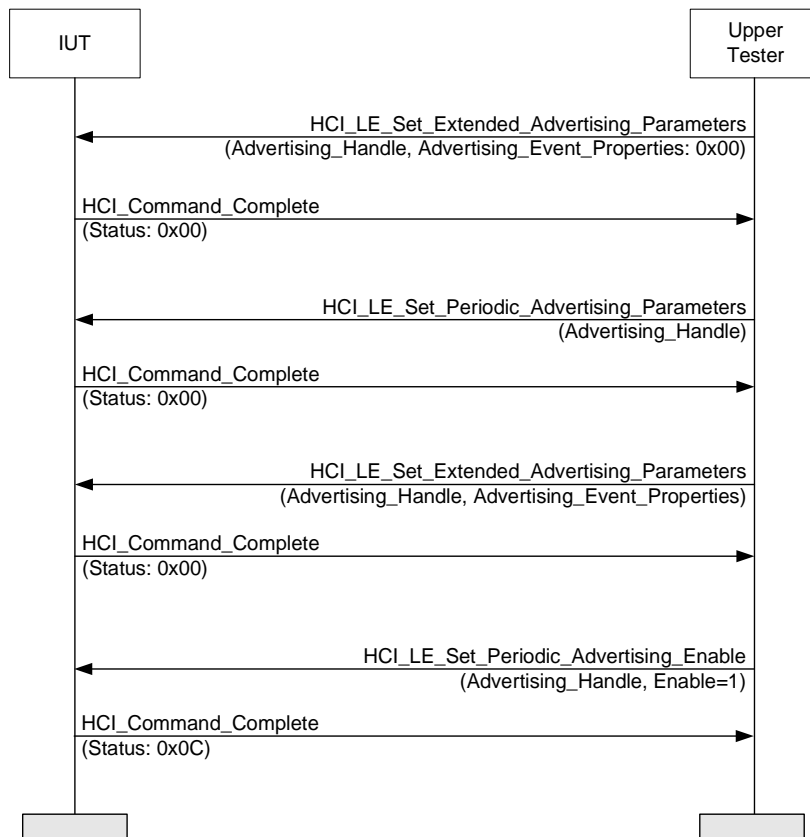 IUT
Upper
Tester
HCI_LE_Set_Extended_Advertising_Parameters
(Advertising_Handle, Advertising_Event_Properties: 0x00)
HCI_Command_Complete
(Status: 0x00)
HCI_LE_Set_Periodic_Advertising_Parameters
(Advertising_Handle)
HCI_Command_Complete
(Status: 0x00)
HCI_LE_Set_Extended_Advertising_Parameters
(Advertising_Handle, Advertising_Event_Properties)
HCI_Command_Complete
(Status: 0x00)
HCI_LE_Set_Periodic_Advertising_Enable
(Advertising_Handle, Enable=1)
HCI_Command_Complete
(Status: 0x0C)